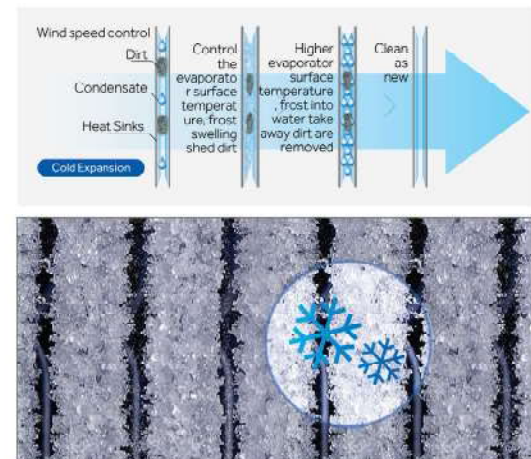 Wind speed control
Dirt
Condensate
Heat Sinks
Cold Expansion
Control
the
evaporato
r surface
temperat
ure, frost
swelling
shed dirt
Higher
evaporator
surface
temperature
, frost into
water take
away dirt are
removed
Clean
as
new